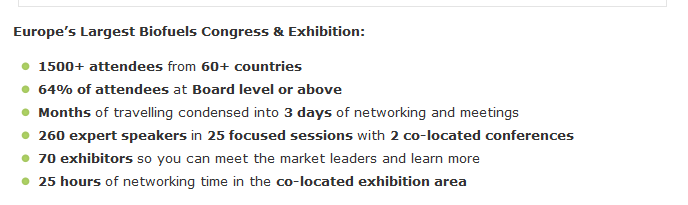 Europe’s Largest Biofuels Congress & Exhibition:
1500+ attendees from 60+ countries
64% of attendees at Board level or above
Months of travelling condensed into 3 days of networking and meetings
260 expert speakers in 25 focused sessions with 2 co-located conferences
70 exhibitors so you can meet the market leaders and learn more
25 hours of networking time in the co-located exhibition area